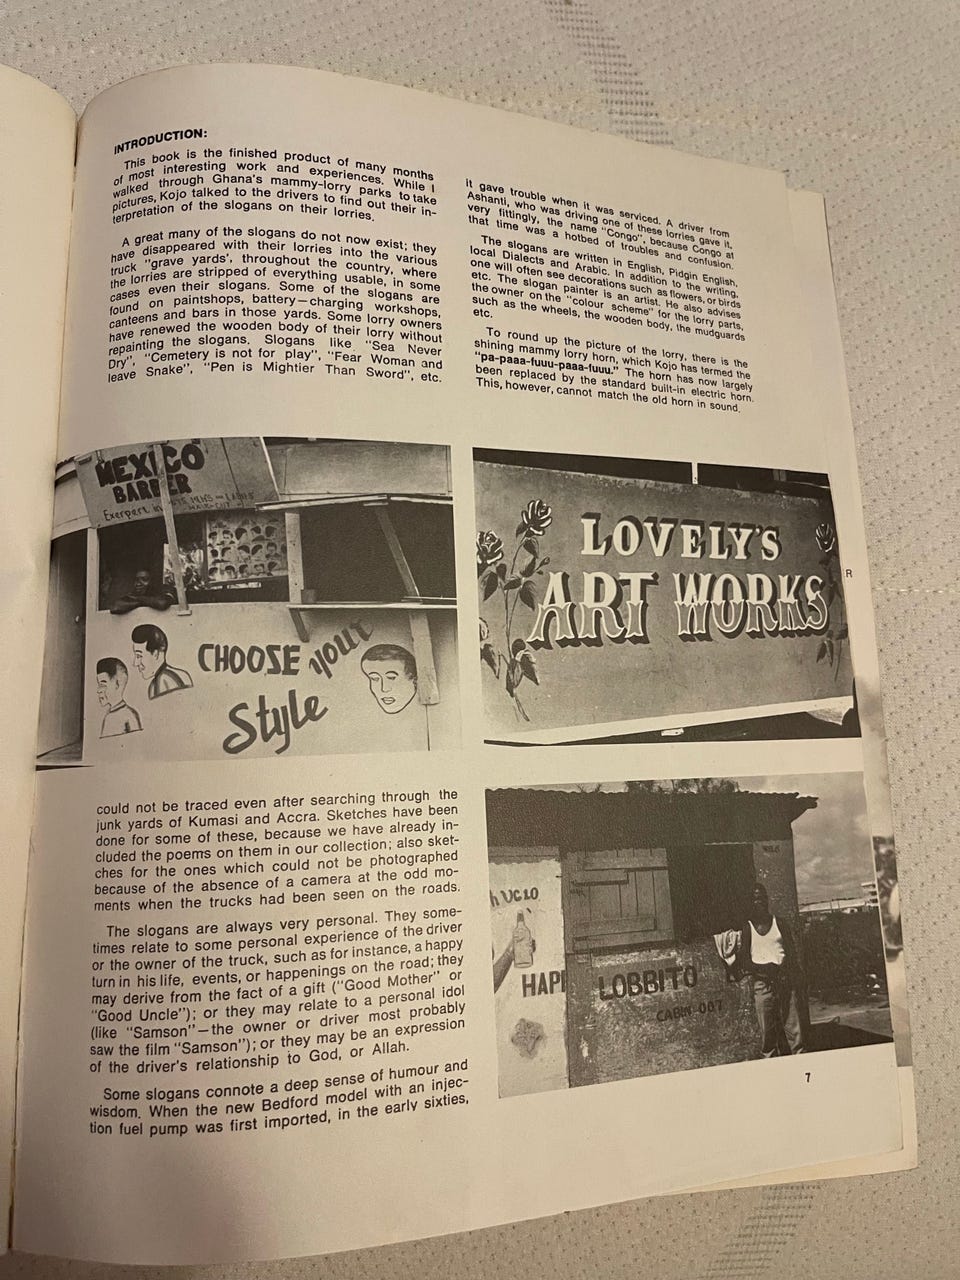 INTRODUCTION:
This book is the finished product of many months
of most interesting work and experiences. While I
walked through Ghana's mammy-lorry parks to take
pictures, Kojo talked to the drivers to find out their in-
terpretation of the slogans on their lorries.
A great many of the slogans do not now exist; they
have disappeared with their lorries into the various
truck "grave yards', throughout the country, where
the lorries are stripped of everything usable, in some
cases even their slogans. Some of the slogans are
found on paintshops, battery—charging workshops,
canteens and bars in those yards. Some lorry owners
have renewed the wooden body of their lorry without
repainting the slogans. Slogans like "Sea Never
Dry", "Cemetery is not for play", "Fear Woman and
leave Snake", "Pen is Mightier Than Sword", etc.
MEXICO
BARBER
Exerpert in
CHOOSE your
Style
could not be traced even after searching through the
junk yards of Kumasi and Accra. Sketches have been
done for some of these, because we have already in-
cluded the poems on them in our collection; also sket-
ches for the ones which could not be photographed
because of the absence of a camera at the odd mo-
ments when the trucks had been seen on the roads.
The slogans are always very personal. They some-
times relate to some personal experience of the driver
or the owner of the truck, such as for instance, a happy
turn in his life, events, or happenings on the road; they
may derive from the fact of a gift ("Good Mother" or
"Good Uncle"); or they may relate to a personal idol
(like "Samson"—the owner or driver most probably
saw the film "Samson"); or they may be an expression
of the driver's relationship to God, or Allah.
Some slogans connote a deep sense of humour and
wisdom. When the new Bedford model with an injec-
tion fuel pump was first imported, in the early sixties,
it gave trouble when it was serviced. A driver from
Ashanti, who was driving one of these lorries gave it,
very fittingly, the name "Congo", because Congo at
that time was a hotbed of troubles and confusion.
The slogans are written in English, Pidgin English,
local Dialects and Arabic. In addition to the writing,
one will often see decorations such as flowers, or birds
etc. The slogan painter is an artist. He also advises
the owner on the "colour scheme" for the lorry parts,
such as the wheels, the wooden body, the mudguards
etc.
To round up the picture of the lorry, there is the
shining mammy lorry horn, which Kojo has termed the
"pa-paaa-fuuu-paaa-fuuu." The horn has now largely
been replaced by the standard built-in electric horn.
This, however, cannot match the old horn in sound.
LOVELY'S
ART WORKS
R
HAPI
LOBBITO
CABIN-007
7